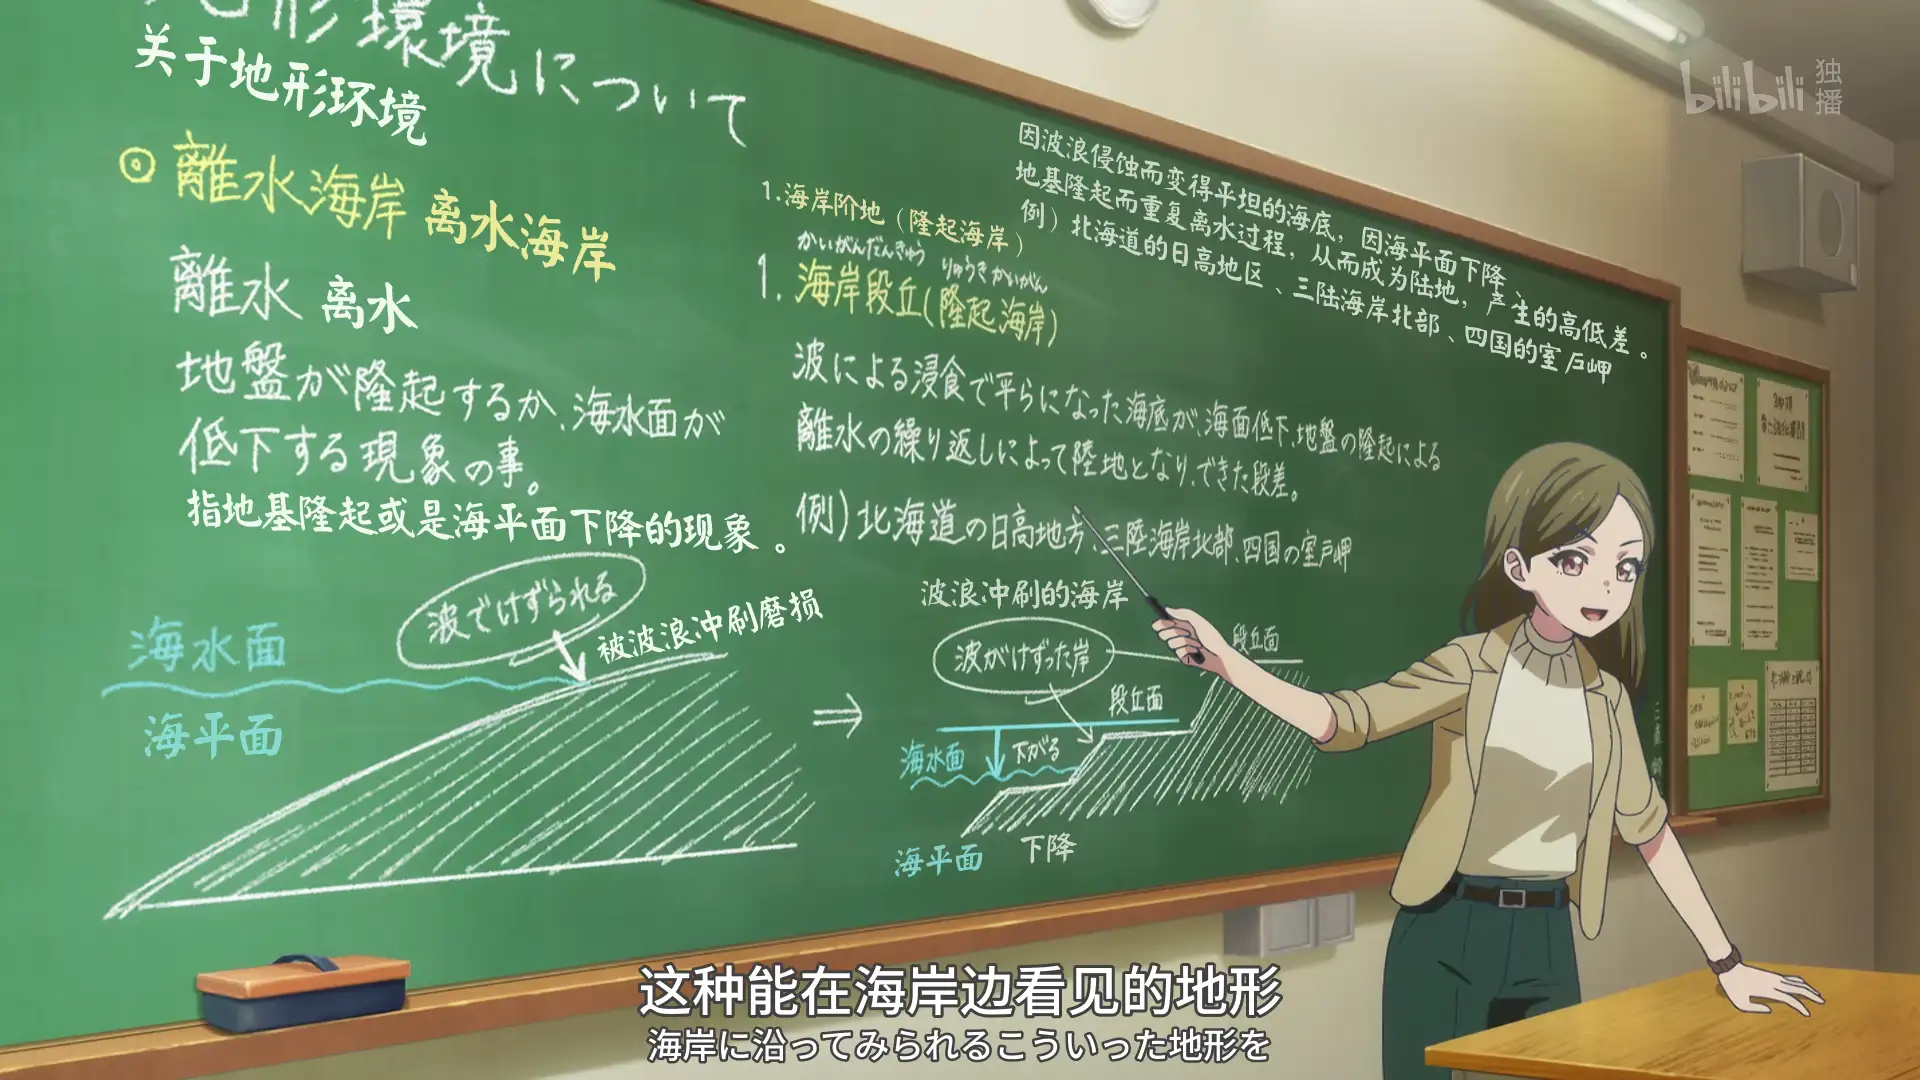 地形環境について
关于地形环境
離水海岸 离水海岸
離水 离水
地盤が隆起するか、海水面が
低下する現象の事。
指地基隆起或是海平面下降的现象。
波でけずられる
被波浪冲刷磨损
海水面
海平面
1.海岸阶地（隆起海岸）
かいがんだんきゅう りゅうきかいがん
1. 海岸段丘(隆起海岸)
因波浪侵蚀而变得平坦的海底，因海平面下降、
地基隆起而重复离水过程，从而成为陆地，产生的高低差。
例）北海道的日高地区、三陆海岸北部、四国的室戸岬
波による浸食で平らになった海底が、海面低下、地盤の隆起による
離水の繰り返しによって陸地となり、できた段差。
例）北海道の日高地方、三陸海岸北部、四国の室戸岬
波浪冲刷的海岸
波がけずった岸
段丘面
段丘面
海水面
下がる
海平面
下降
bilibili 独播
这种能在海岸边看见的地形
海岸に沿ってみられるこういった地形を